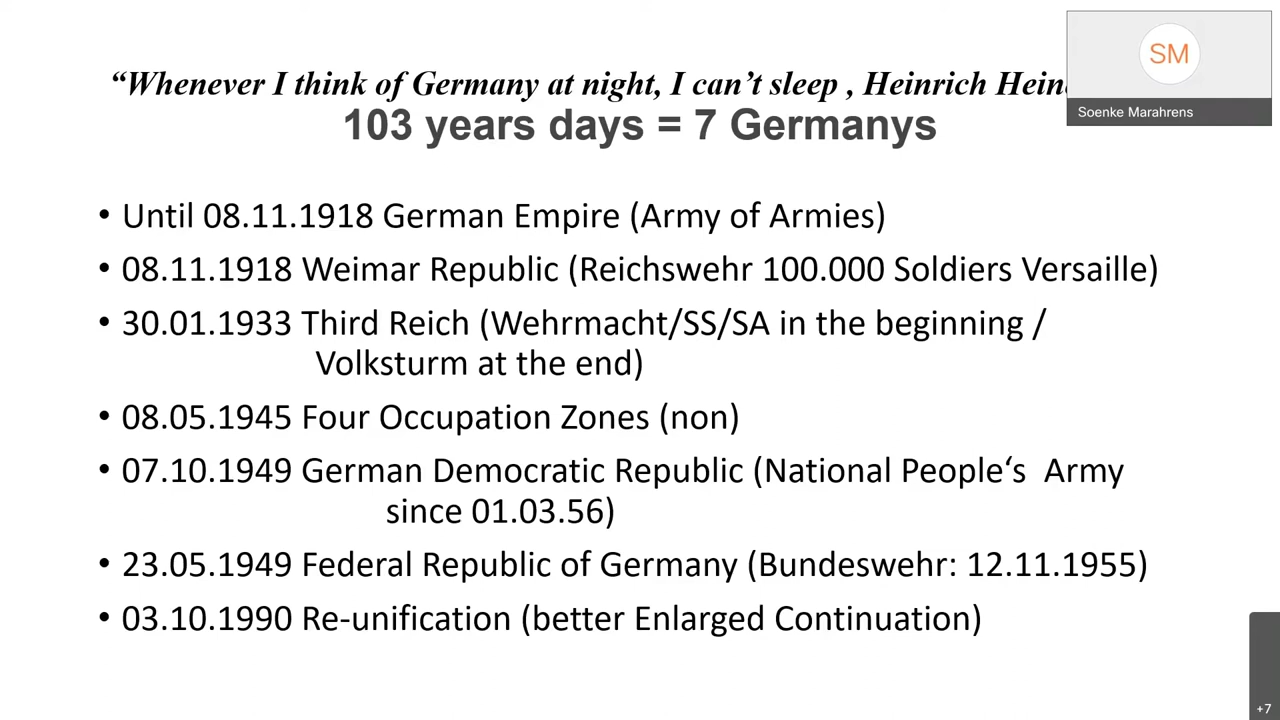 SM
Soenke Marahrens
“Whenever I think of Germany at night, I can’t sleep , Heinrich
103 years days = 7 Germanys
• Until 08.11.1918 German Empire (Army of Armies)
• 08.11.1918 Weimar Republic (Reichswehr 100.000 Soldiers Versaille)
• 30.01.1933 Third Reich (Wehrmacht/SS/SA in the beginning /
Volksturm at the end)
• 08.05.1945 Four Occupation Zones (non)
• 07.10.1949 German Democratic Republic (National People‘s Army
since 01.03.56)
• 23.05.1949 Federal Republic of Germany (Bundeswehr: 12.11.1955)
• 03.10.1990 Re-unification (better Enlarged Continuation)
+7